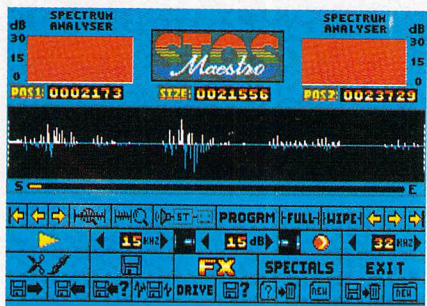 SPECTRUM ANALYSER
SPECTRUM ANALYSER
dB
30
15
0
STOS
Maestro
dB
30
15
0
POS1: 0002173
SIZE: 0021556
POS2: 0023729
S
E
ST
PROGRM
FULL
WIPE
15 KHZ
15 dB
32 KHZ
FX
SPECIALS
EXIT
?
DRIVE
?
?
NEW
NEW